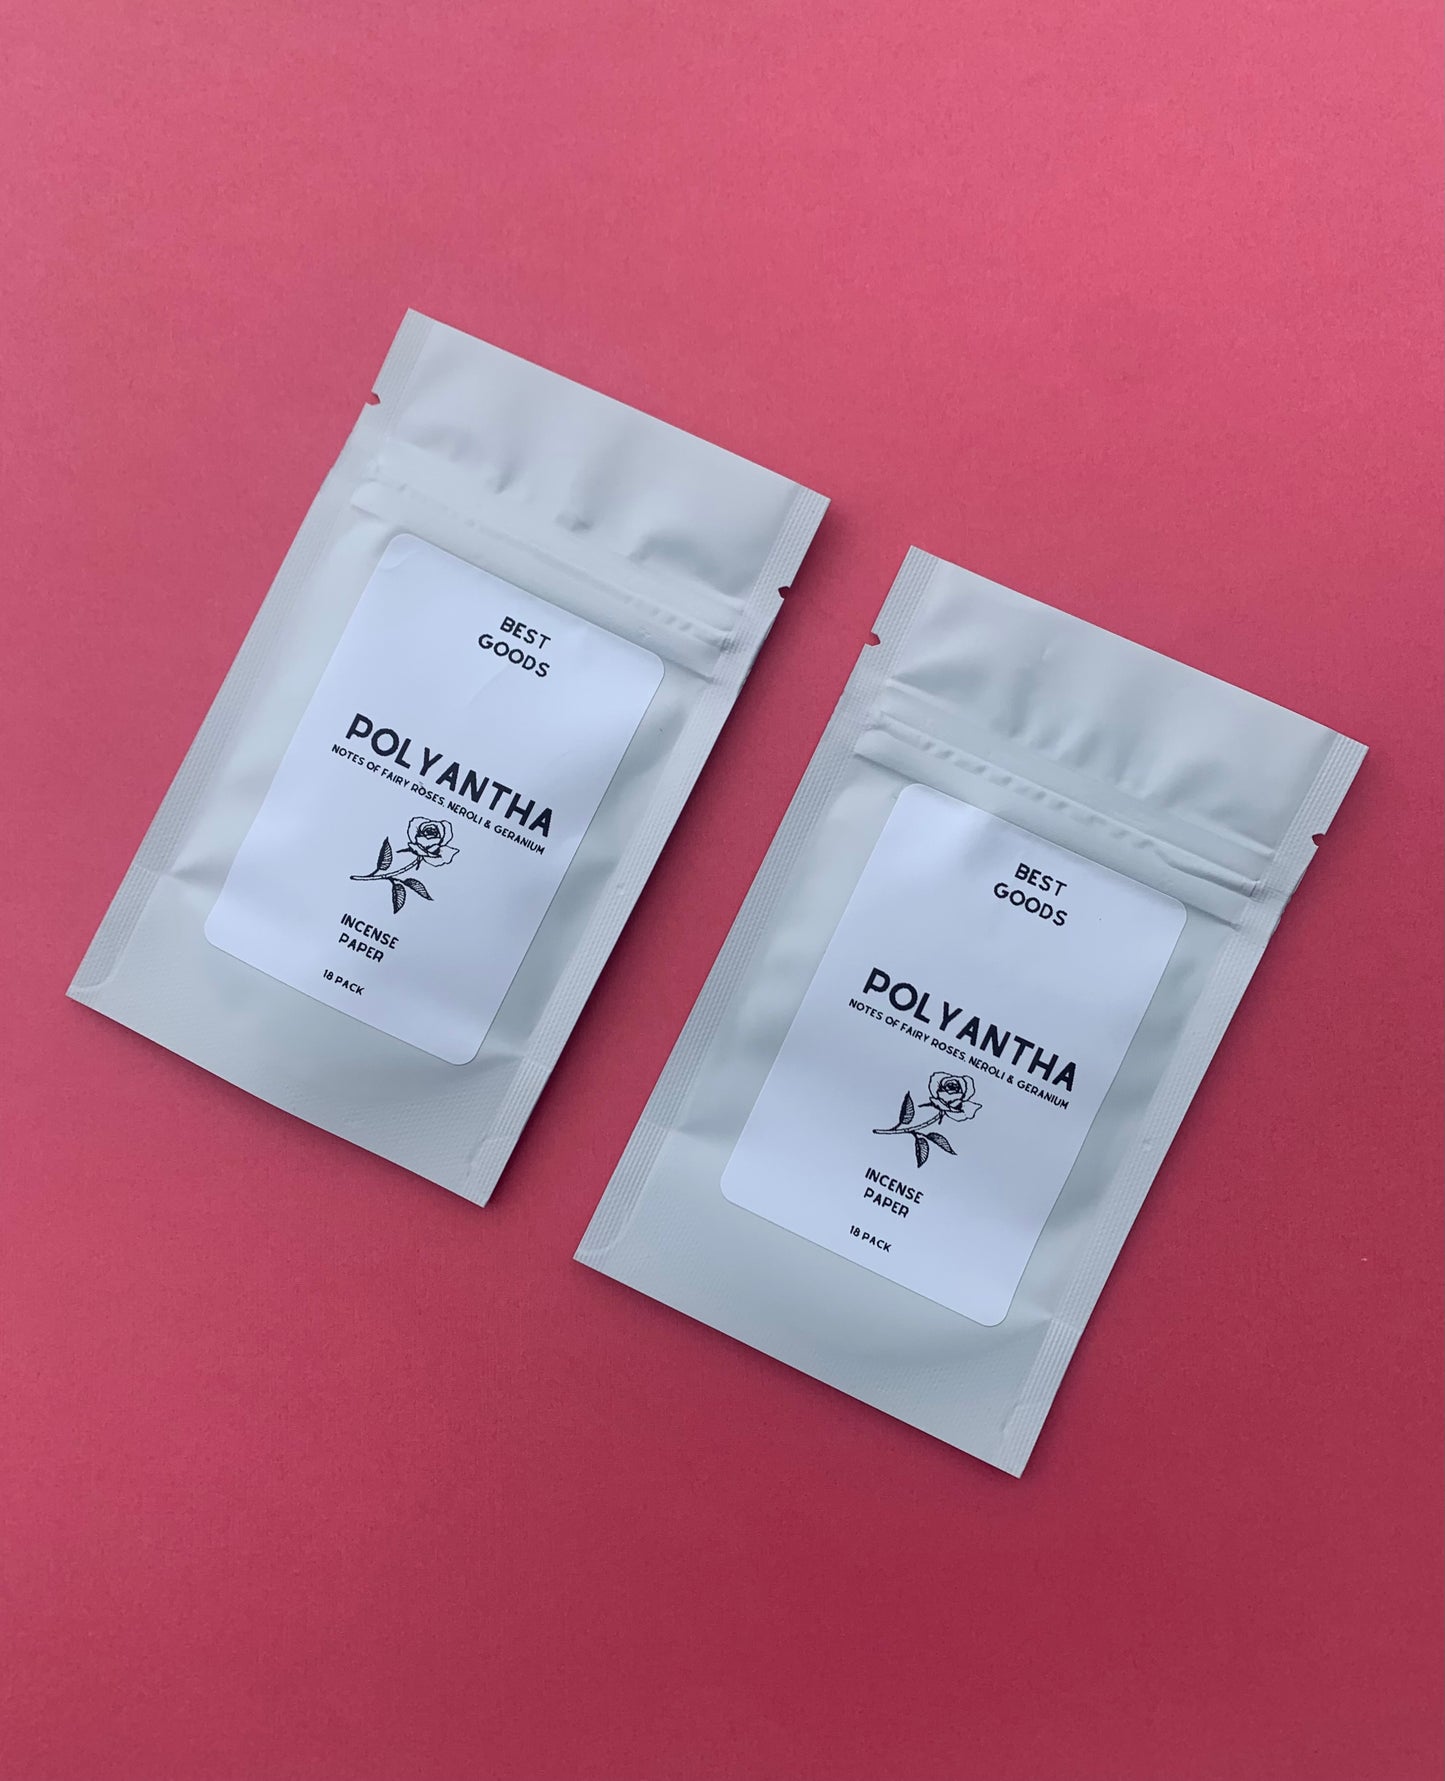 BEST
GOODS
POLYANTHA
NOTES OF FAIRY ROSES, NEROLI & GERANIUM
INCENSE
PAPER
18 PACK
BEST
GOODS
POLYANTHA
NOTES OF FAIRY ROSES, NEROLI & GERANIUM
INCENSE
PAPER
18 PACK